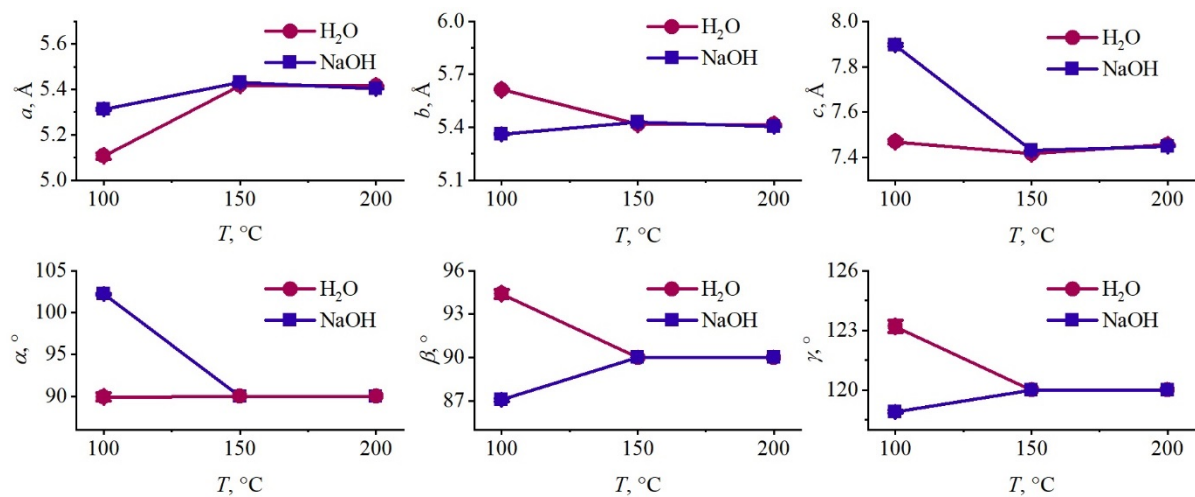 a, Å
5.6
5.4
5.2
5.0
H₂O
NaOH
100
150
200
T, °C
b, Å
6.0
5.7
5.4
5.1
H₂O
NaOH
100
150
200
T, °C
c, Å
8.0
7.6
7.4
H₂O
NaOH
100
150
200
T, °C
α, °
105
100
95
90
H₂O
NaOH
100
150
200
T, °C
β, °
96
93
90
87
H₂O
NaOH
100
150
200
T, °C
γ, °
126
123
120
118
H₂O
NaOH
100
150
200
T, °C